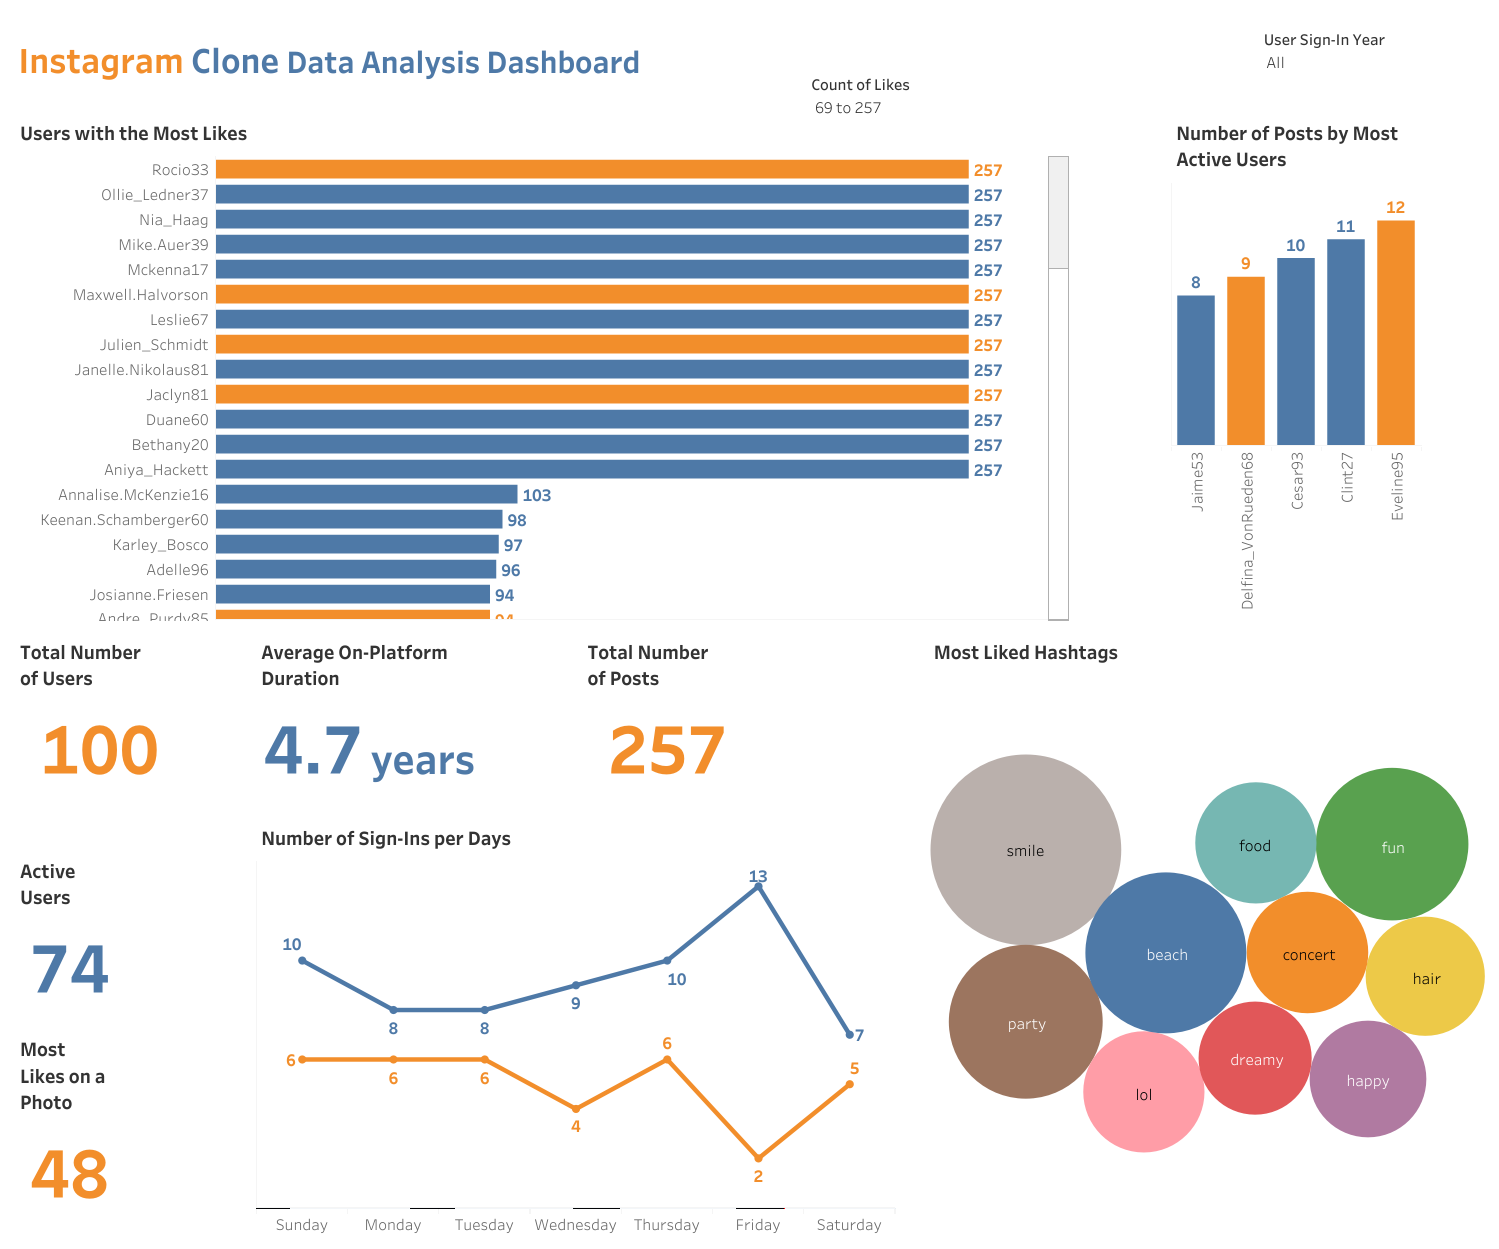 Instagram Clone Data Analysis Dashboard
User Sign-In Year
All
Count of Likes
69 to 257
Users with the Most Likes
Rocio33 257
Ollie_Ledner37 257
Nia_Haag 257
Mike.Auer39 257
Mckenna17 257
Maxwell.Halvorson 257
Leslie67 257
Julien_Schmidt 257
Janelle.Nikolaus81 257
Jaclyn81 257
Duane60 257
Bethany20 257
Aniya_Hackett 257
Annalise.McKenzie16 103
Keenan.Schamberger60 98
Karley_Bosco 97
Adelle96 96
Josianne.Friesen 94
Andre_Purdy85 94
Number of Posts by Most
Active Users
8
9
10
11
12
Jaime53
Delfina_VonRueden68
Cesar93
Clint27
Eveline95
Total Number
of Users
100
Average On-Platform
Duration
4.7 years
Total Number
of Posts
257
Active
Users
74
Most
Likes on a
Photo
48
Number of Sign-Ins per Days
10
8
8
9
10
13
7
6
6
6
4
6
2
5
Sunday Monday Tuesday Wednesday Thursday Friday Saturday
Most Liked Hashtags
smile
food
fun
beach
concert
hair
party
dreamy
happy
lol